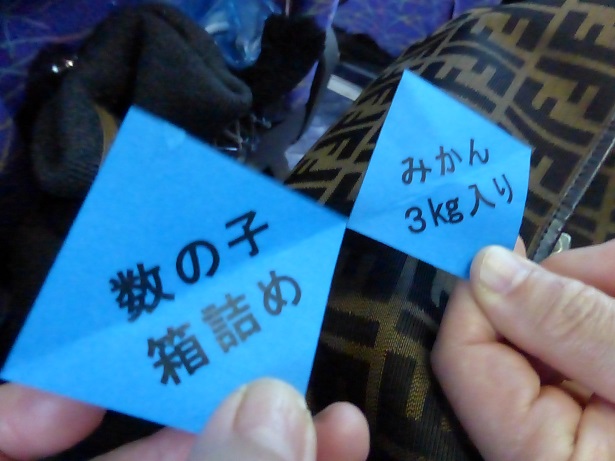 数の子
箱詰め
みかん
3kg入り